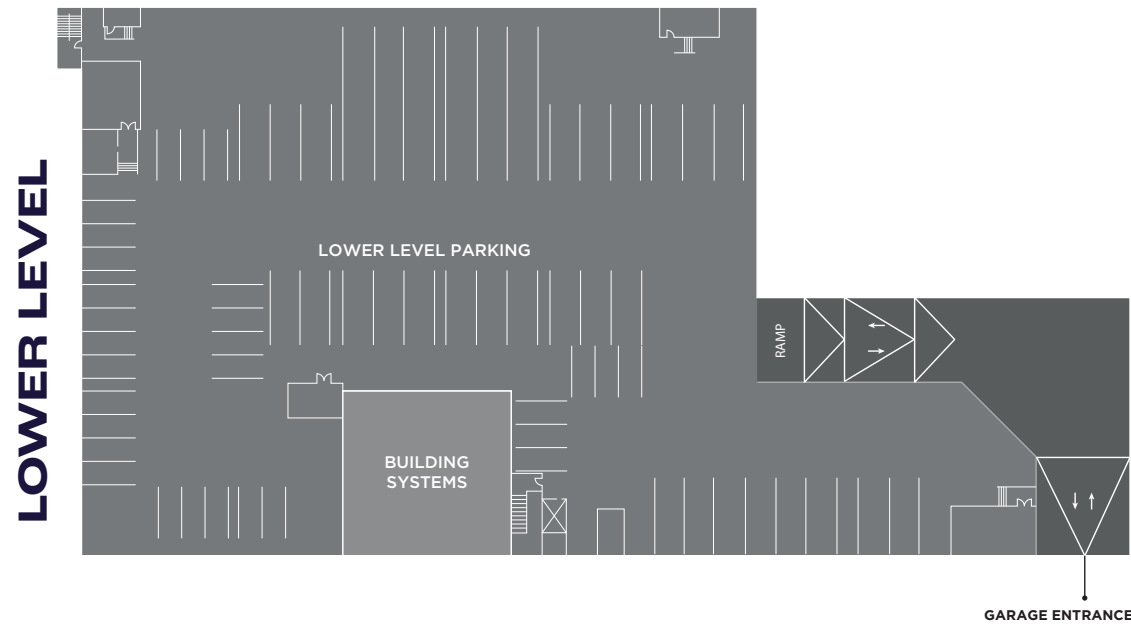 LOWER LEVEL
LOWER LEVEL PARKING
RAMP
BUILDING
SYSTEMS
GARAGE ENTRANCE